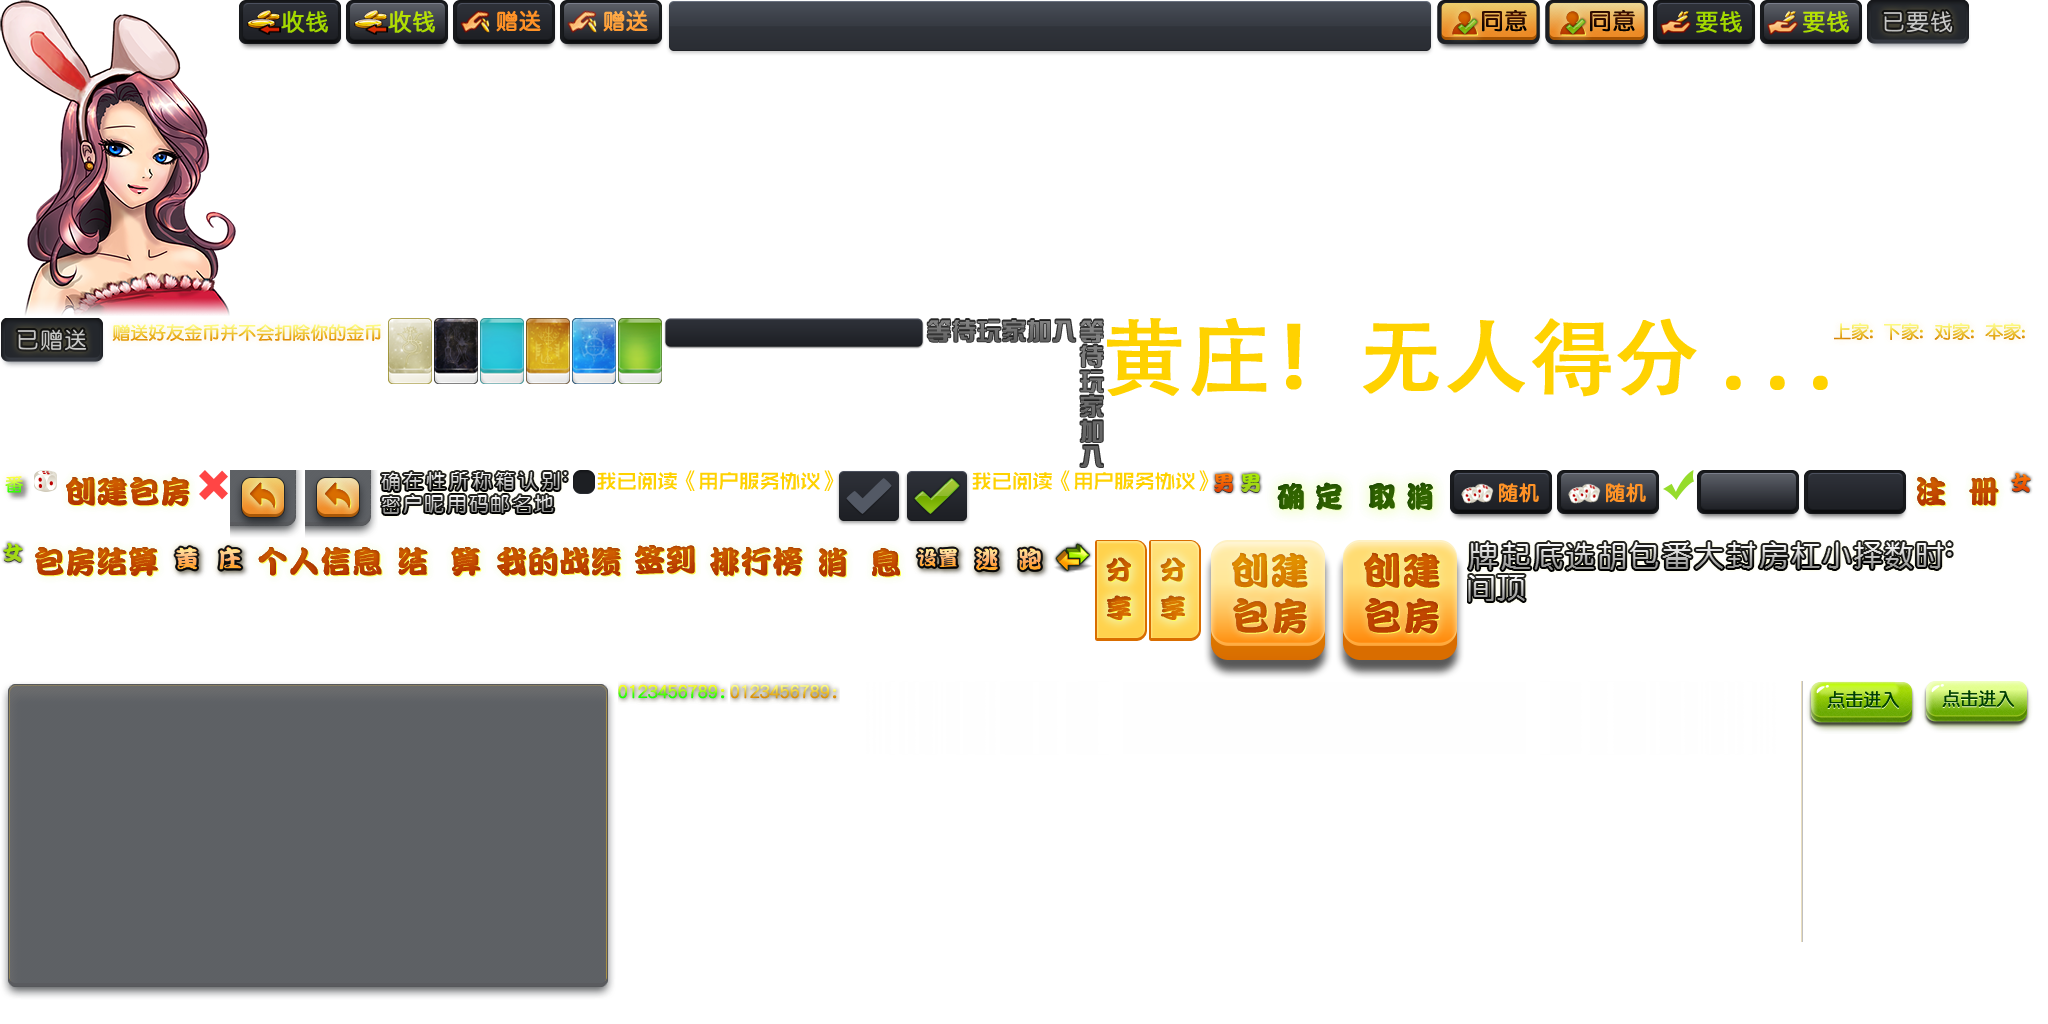 收钱
收钱
赠送
赠送
同意
同意
要钱
要钱
已要钱
已赠送
赠送好友金币并不会扣除你的金币
等待玩家加入
等待玩家加入
黄庄！无人得分...
上家:
下家:
对家:
本家:
番
创建包房
确在性所称箱认别:
密户昵用码邮名地
我已阅读《用户服务协议》
我已阅读《用户服务协议》
男
男
确定
取消
随机
随机
注册
女
女
包房结算
黄庄
个人信息
结算
我的战绩
签到
排行榜
消息
设置
逃跑
分享
分享
创建
包房
创建
包房
牌起底选胡包番大封房杠小择数时:
间顶
0123456789:
0123456789:
点击进入
点击进入